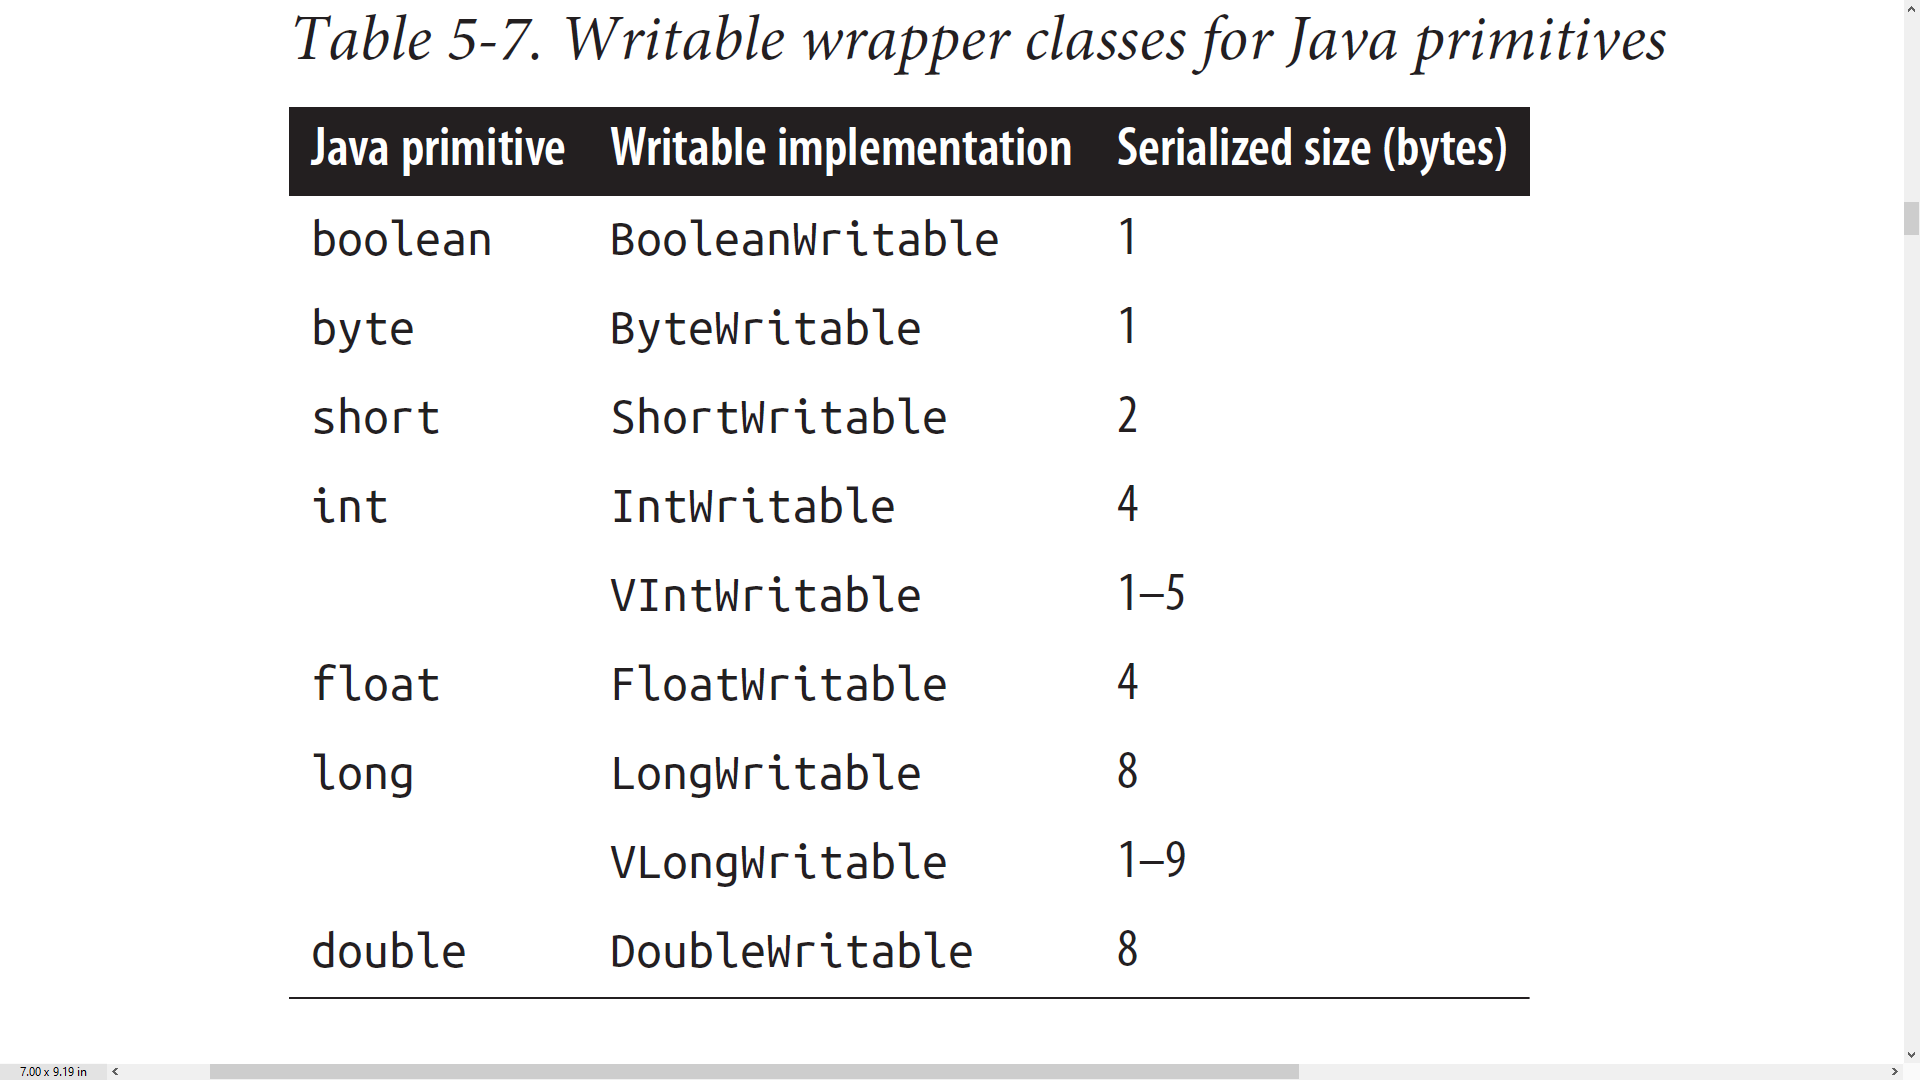 Table 5-7. Writable wrapper classes for Java primitives
Java primitive Writable implementation Serialized size (bytes)
boolean BooleanWritable 1
byte ByteWritable 1
short ShortWritable 2
int IntWritable 4
VIntWritable 1–5
float FloatWritable 4
long LongWritable 8
VLongWritable 1–9
double DoubleWritable 8
7.00 x 9.19 in